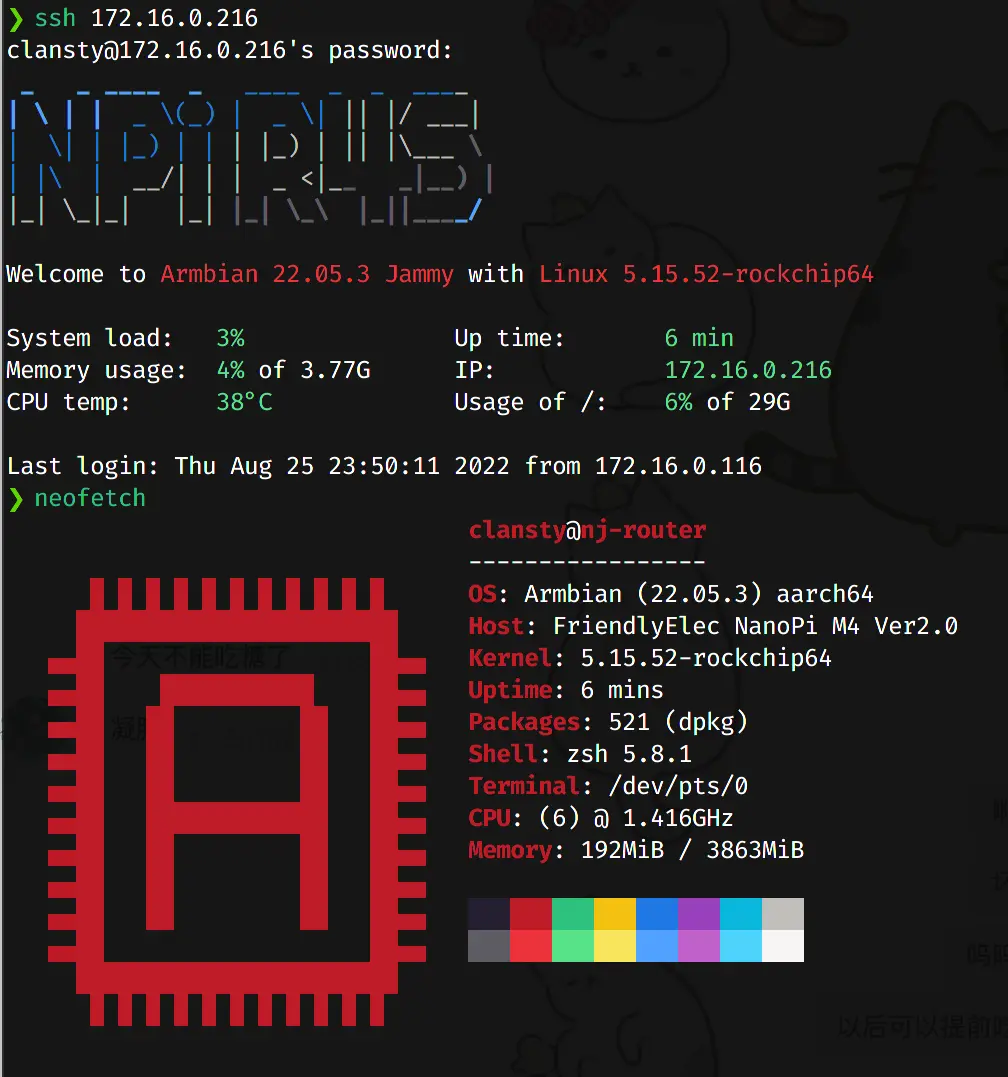 ❯ ssh 172.16.0.216
clansty@172.16.0.216's password:
NPiR4S
Welcome to Armbian 22.05.3 Jammy with Linux 5.15.52-rockchip64
System load: 3% Up time: 6 min
Memory usage: 4% of 3.77G IP: 172.16.0.216
CPU temp: 38°C Usage of /: 6% of 29G
Last login: Thu Aug 25 23:50:11 2022 from 172.16.0.116
❯ neofetch
clansty@nj-router
-----------------
OS: Armbian (22.05.3) aarch64
Host: FriendlyElec NanoPi M4 Ver2.0
Kernel: 5.15.52-rockchip64
Uptime: 6 mins
Packages: 521 (dpkg)
Shell: zsh 5.8.1
Terminal: /dev/pts/0
CPU: (6) @ 1.416GHz
Memory: 192MiB / 3863MiB
今天不能吃糖了
以后可以提前